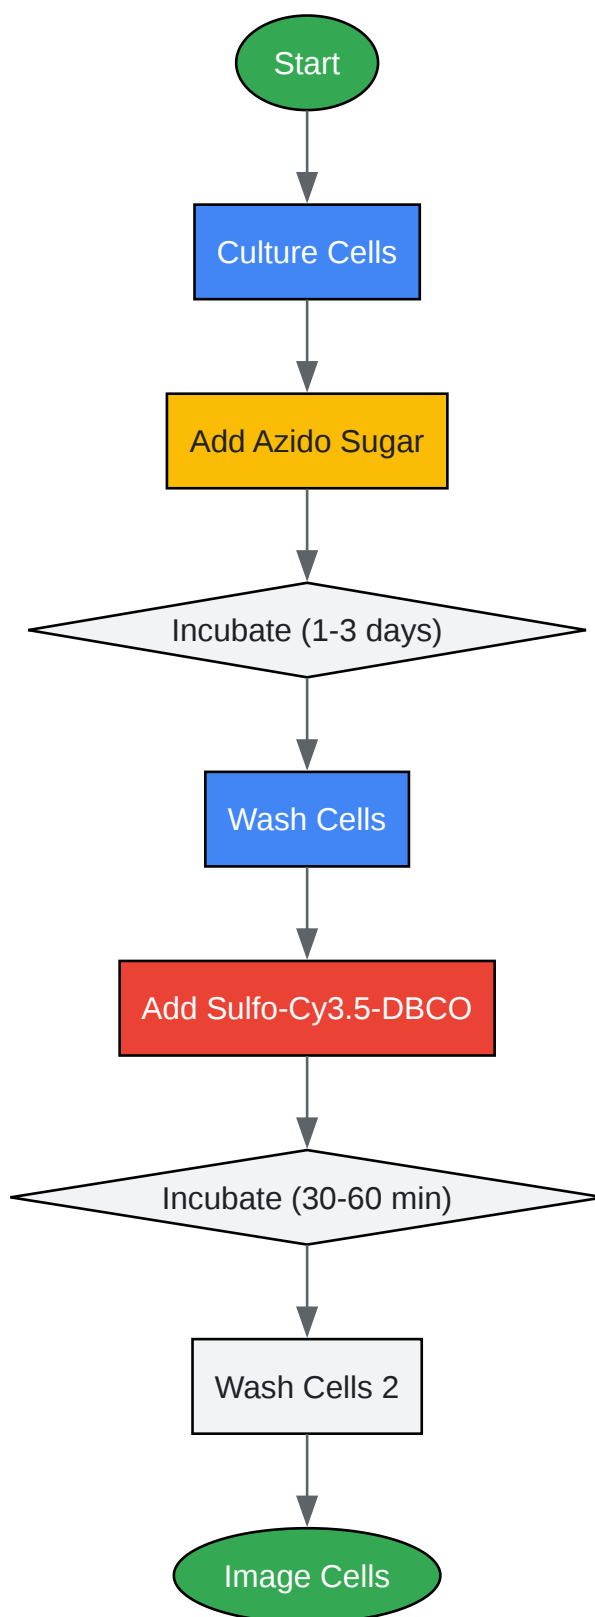 Start
Culture Cells
Add Azido Sugar
Incubate (1-3 days)
Wash Cells
Add Sulfo-Cy3.5-DBCO
Incubate (30-60 min)
Wash Cells 2
Image Cells